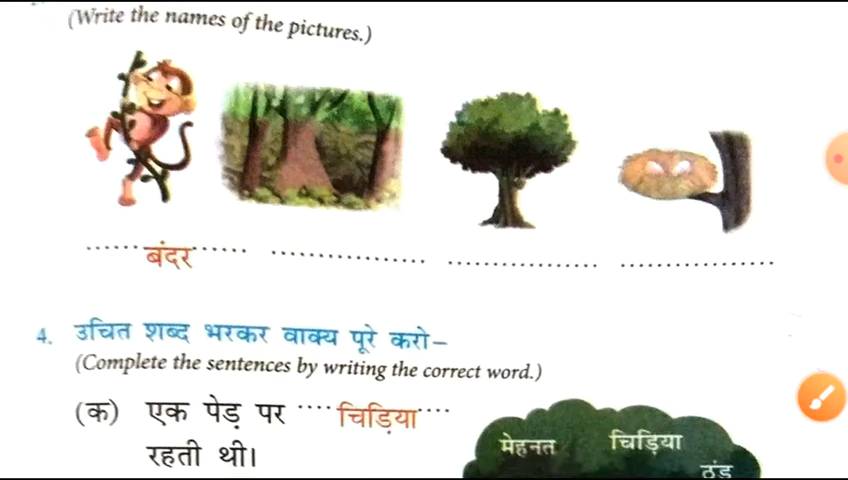 (Write the names of the pictures.)
बंदर
4. उचित शब्द भरकर वाक्य पूरे करो–
(Complete the sentences by writing the correct word.)
(क) एक पेड़ पर चिड़िया
रहती थी।
मेहनत चिड़िया
ठंड